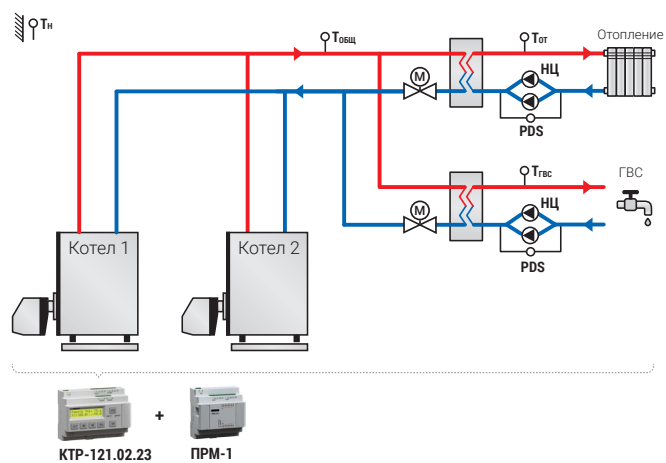 Tн
Tобщ
Tот
Отопление
M
НЦ
PDS
Tгвс
ГВС
M
НЦ
PDS
Котел 1
Котел 2
+
КТР-121.02.23
ПРМ-1